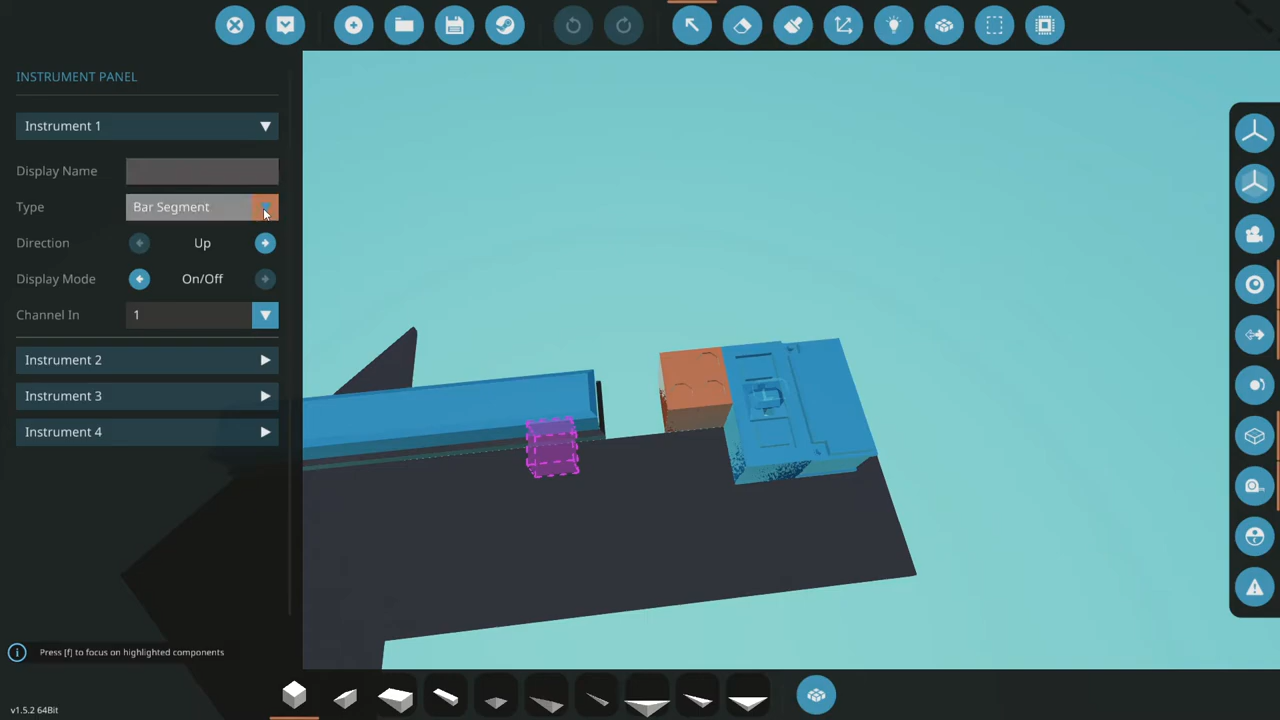 INSTRUMENT PANEL
Instrument 1
Display Name
Type Bar Segment
Direction Up
Display Mode On/Off
Channel In 1
Instrument 2
Instrument 3
Instrument 4
Press [f] to focus on highlighted components
v1.5.2 64Bit